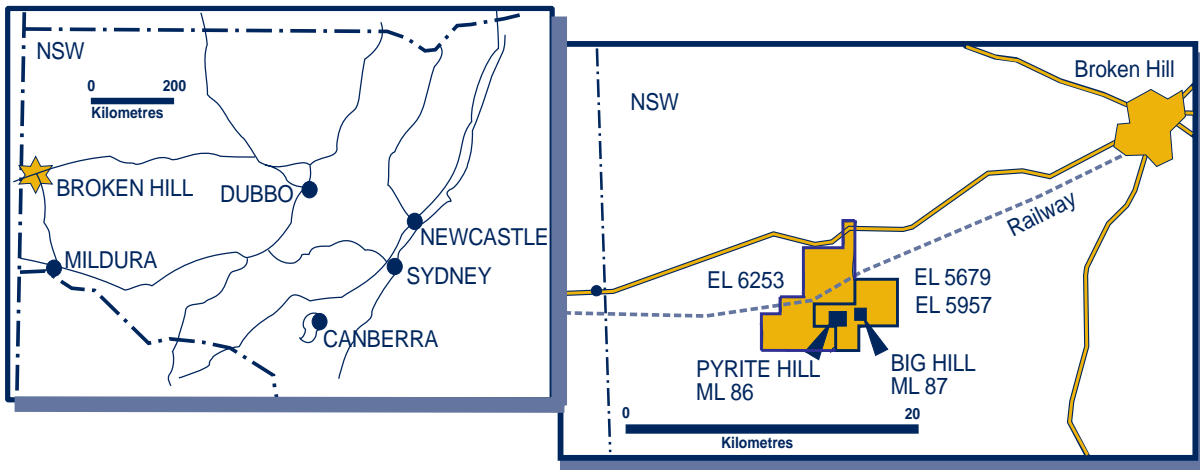 NSW
0 200
Kilometres
BROKEN HILL
DUBBO
NEWCASTLE
MILDURA
SYDNEY
CANBERRA
Broken Hill
NSW
Railway
EL 6253
EL 5679
EL 5957
PYRITE HILL
ML 86
BIG HILL
ML 87
0 20
Kilometres